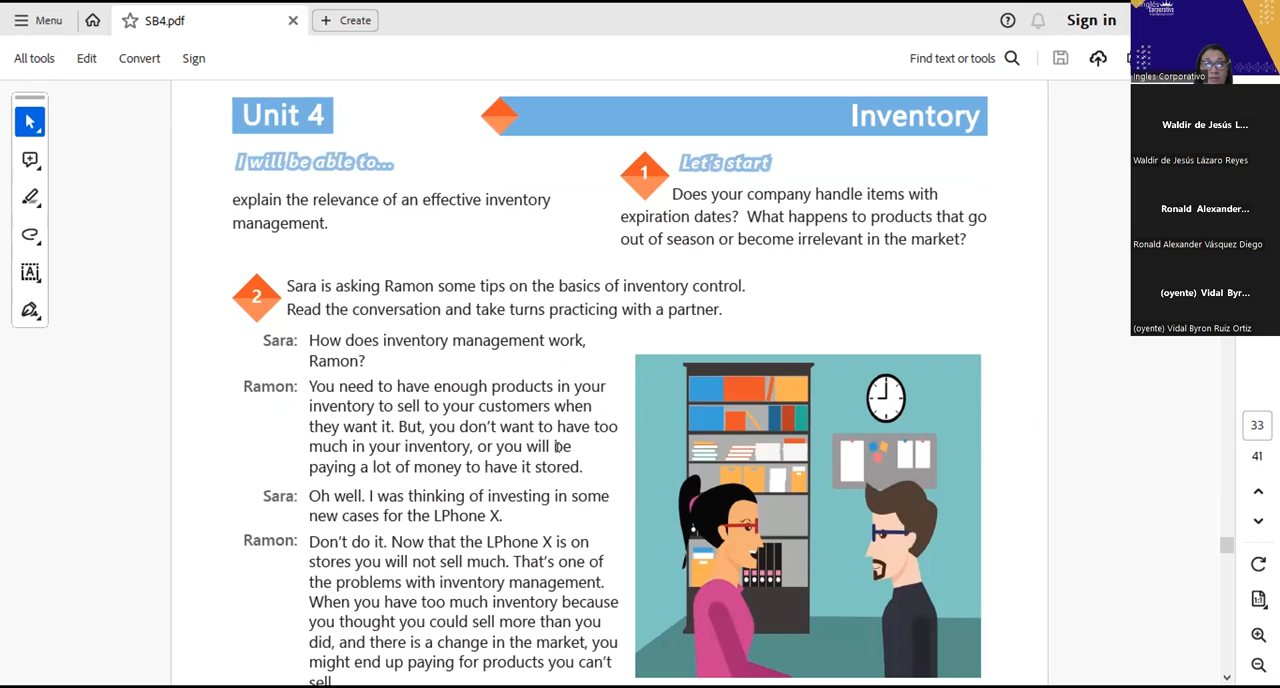 Menu
SB4.pdf
Create
Sign in
All tools
Edit
Convert
Sign
Find text or tools
Inglés
Corporativo
Ingles Corporativo
Waldir de Jesús L...
Waldir de Jesús Lázaro Reyes
Ronald Alexander...
Ronald Alexander Vásquez Diego
(oyente) Vidal Byr...
(oyente) Vidal Byron Ruiz Ortiz
33
41
Unit 4
Inventory
I will be able to...
explain the relevance of an effective inventory
management.
1
Let's start
Does your company handle items with
expiration dates? What happens to products that go
out of season or become irrelevant in the market?
2
Sara is asking Ramon some tips on the basics of inventory control.
Read the conversation and take turns practicing with a partner.
Sara: How does inventory management work,
Ramon?
Ramon: You need to have enough products in your
inventory to sell to your customers when
they want it. But, you don't want to have too
much in your inventory, or you will be
paying a lot of money to have it stored.
Sara: Oh well. I was thinking of investing in some
new cases for the LPhone X.
Ramon: Don't do it. Now that the LPhone X is on
stores you will not sell much. That's one of
the problems with inventory management.
When you have too much inventory because
you thought you could sell more than you
did, and there is a change in the market, you
might end up paying for products you can't
sell